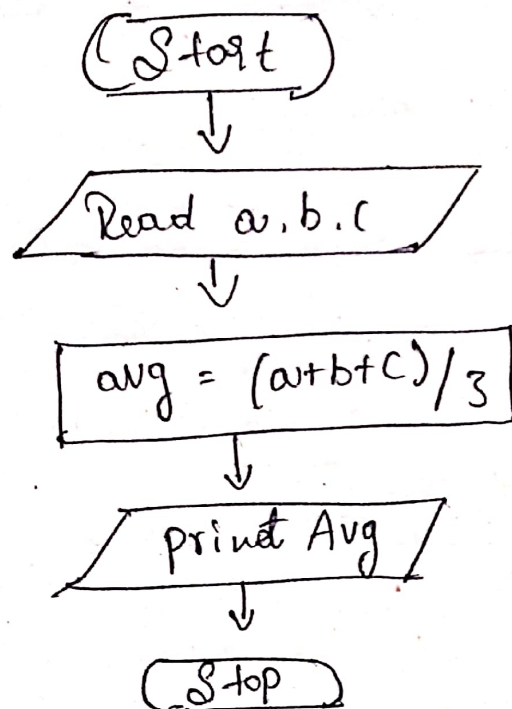 Start
Read a, b, c
avg = (a+b+c)/3
print Avg
Stop